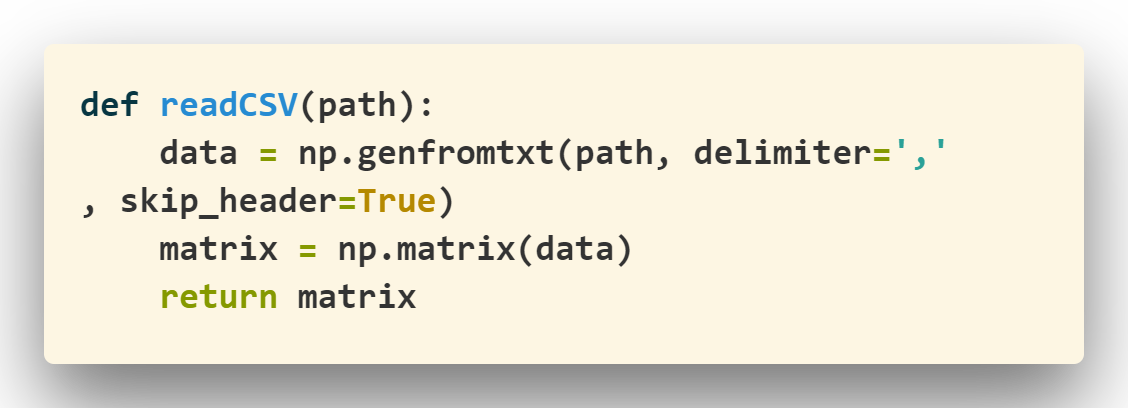 def readCSV(path):
    data = np.genfromtxt(path, delimiter=','
, skip_header=True)
    matrix = np.matrix(data)
    return matrix